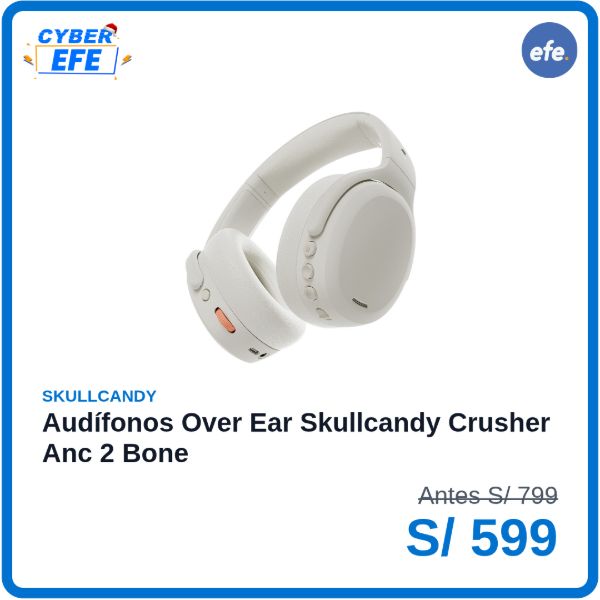 CYBER
EFE
efe.
SKULLCANDY
Audífonos Over Ear Skullcandy Crusher
Anc 2 Bone
Antes S/ 799
S/ 599